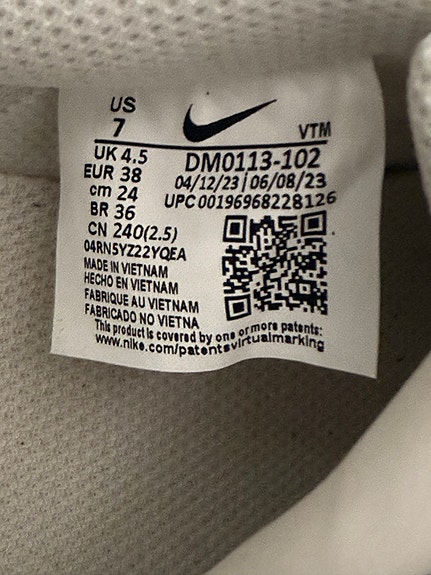 US
7
VTM
UK 4.5
EUR 38
cm 24
BR 36
CN 240(2.5)
DM0113-102
04/12/23 | 06/08/23
UPC 00196968228126
04RN5YZ22YQEA
MADE IN VIETNAM
HECHO EN VIETNAM
FABRIQUE AU VIETNAM
FABRICADO NO VIETNA
This product is covered by one or more patents:
www.nike.com/patentsvirtualmarking